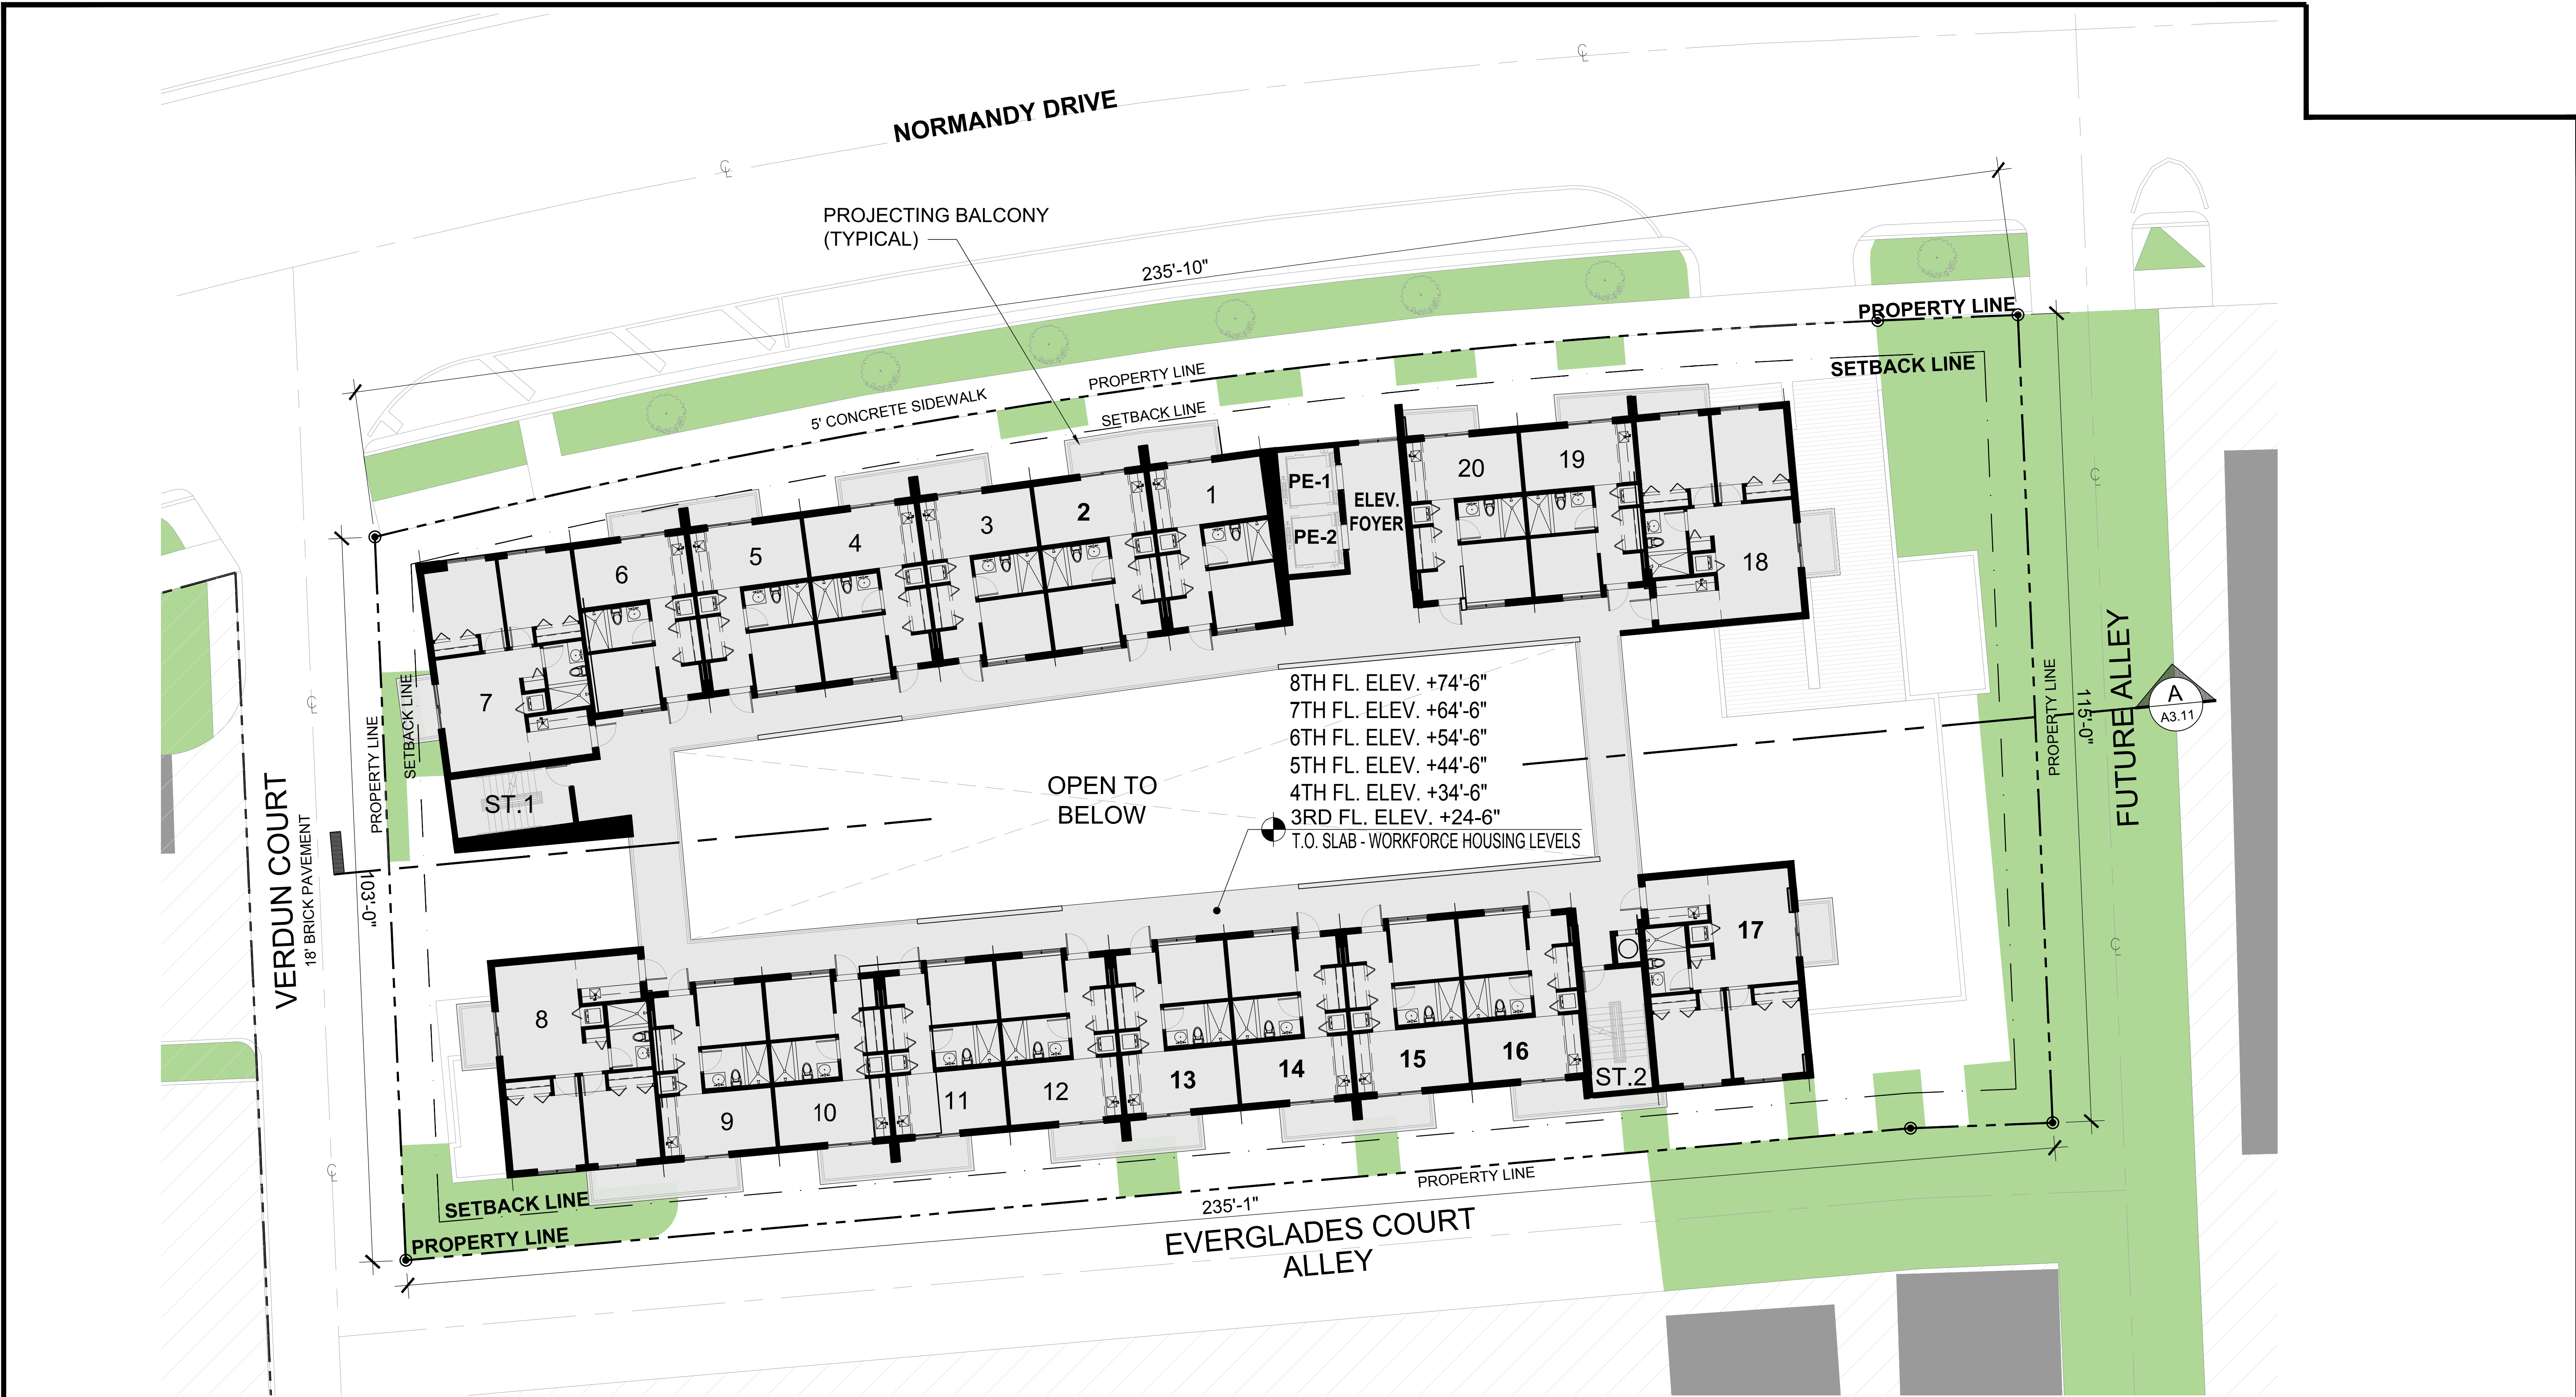 NORMANDY DRIVE
PROJECTING BALCONY
(TYPICAL)
235'-10"
PROPERTY LINE
SETBACK LINE
PROPERTY LINE
5' CONCRETE SIDEWALK
SETBACK LINE
PE-1
PE-2
ELEV.
FOYER
20
19
18
1
2
3
4
5
6
7
ST.1
SETBACK LINE
PROPERTY LINE
VERDUN COURT
18' BRICK PAVEMENT
103'-0"
OPEN TO
BELOW
8TH FL. ELEV. +74'-6"
7TH FL. ELEV. +64'-6"
6TH FL. ELEV. +54'-6"
5TH FL. ELEV. +44'-6"
4TH FL. ELEV. +34'-6"
3RD FL. ELEV. +24-6"
T.O. SLAB - WORKFORCE HOUSING LEVELS
PROPERTY LINE
115'-0"
FUTURE ALLEY
A
A3.11
8
9
10
11
12
13
14
15
16
ST.2
17
SETBACK LINE
PROPERTY LINE
PROPERTY LINE
235'-1"
EVERGLADES COURT
ALLEY
℄
℄
℄
℄
℄
℄